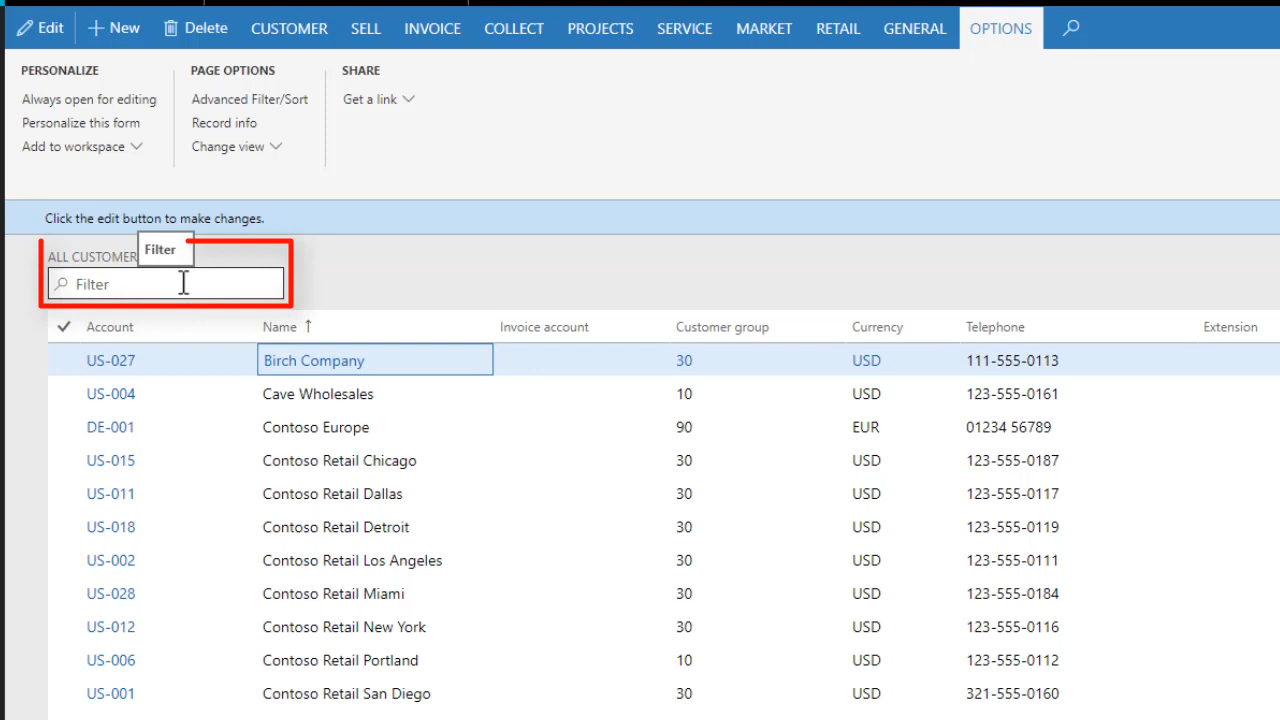 Edit New Delete CUSTOMER SELL INVOICE COLLECT PROJECTS SERVICE MARKET RETAIL GENERAL OPTIONS
PERSONALIZE PAGE OPTIONS SHARE
Always open for editing Advanced Filter/Sort Get a link
Personalize this form Record info
Add to workspace Change view
Click the edit button to make changes.
Filter
ALL CUSTOMER
Filter
Account Name Invoice account Customer group Currency Telephone Extension
US-027 Birch Company 30 USD 111-555-0113
US-004 Cave Wholesales 10 USD 123-555-0161
DE-001 Contoso Europe 90 EUR 01234 56789
US-015 Contoso Retail Chicago 30 USD 123-555-0187
US-011 Contoso Retail Dallas 30 USD 123-555-0117
US-018 Contoso Retail Detroit 30 USD 123-555-0119
US-002 Contoso Retail Los Angeles 30 USD 123-555-0111
US-028 Contoso Retail Miami 30 USD 123-555-0184
US-012 Contoso Retail New York 30 USD 123-555-0116
US-006 Contoso Retail Portland 10 USD 123-555-0112
US-001 Contoso Retail San Diego 30 USD 321-555-0160